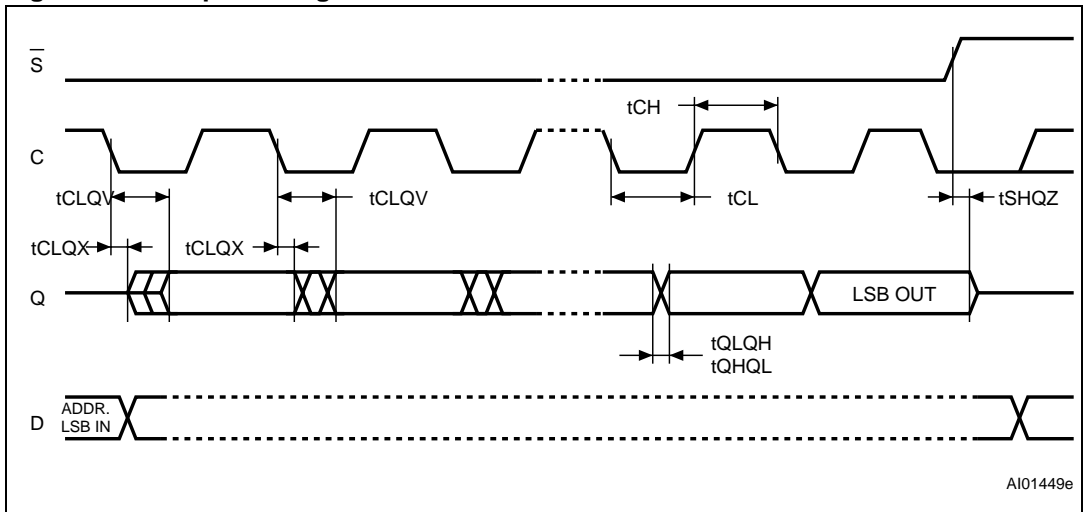 S
tCH
C
tCLQV tCLQV tCL tSHQZ
tCLQX tCLQX
Q LSB OUT
tQLQH
tQHQL
ADDR.
D LSB IN
AI01449e